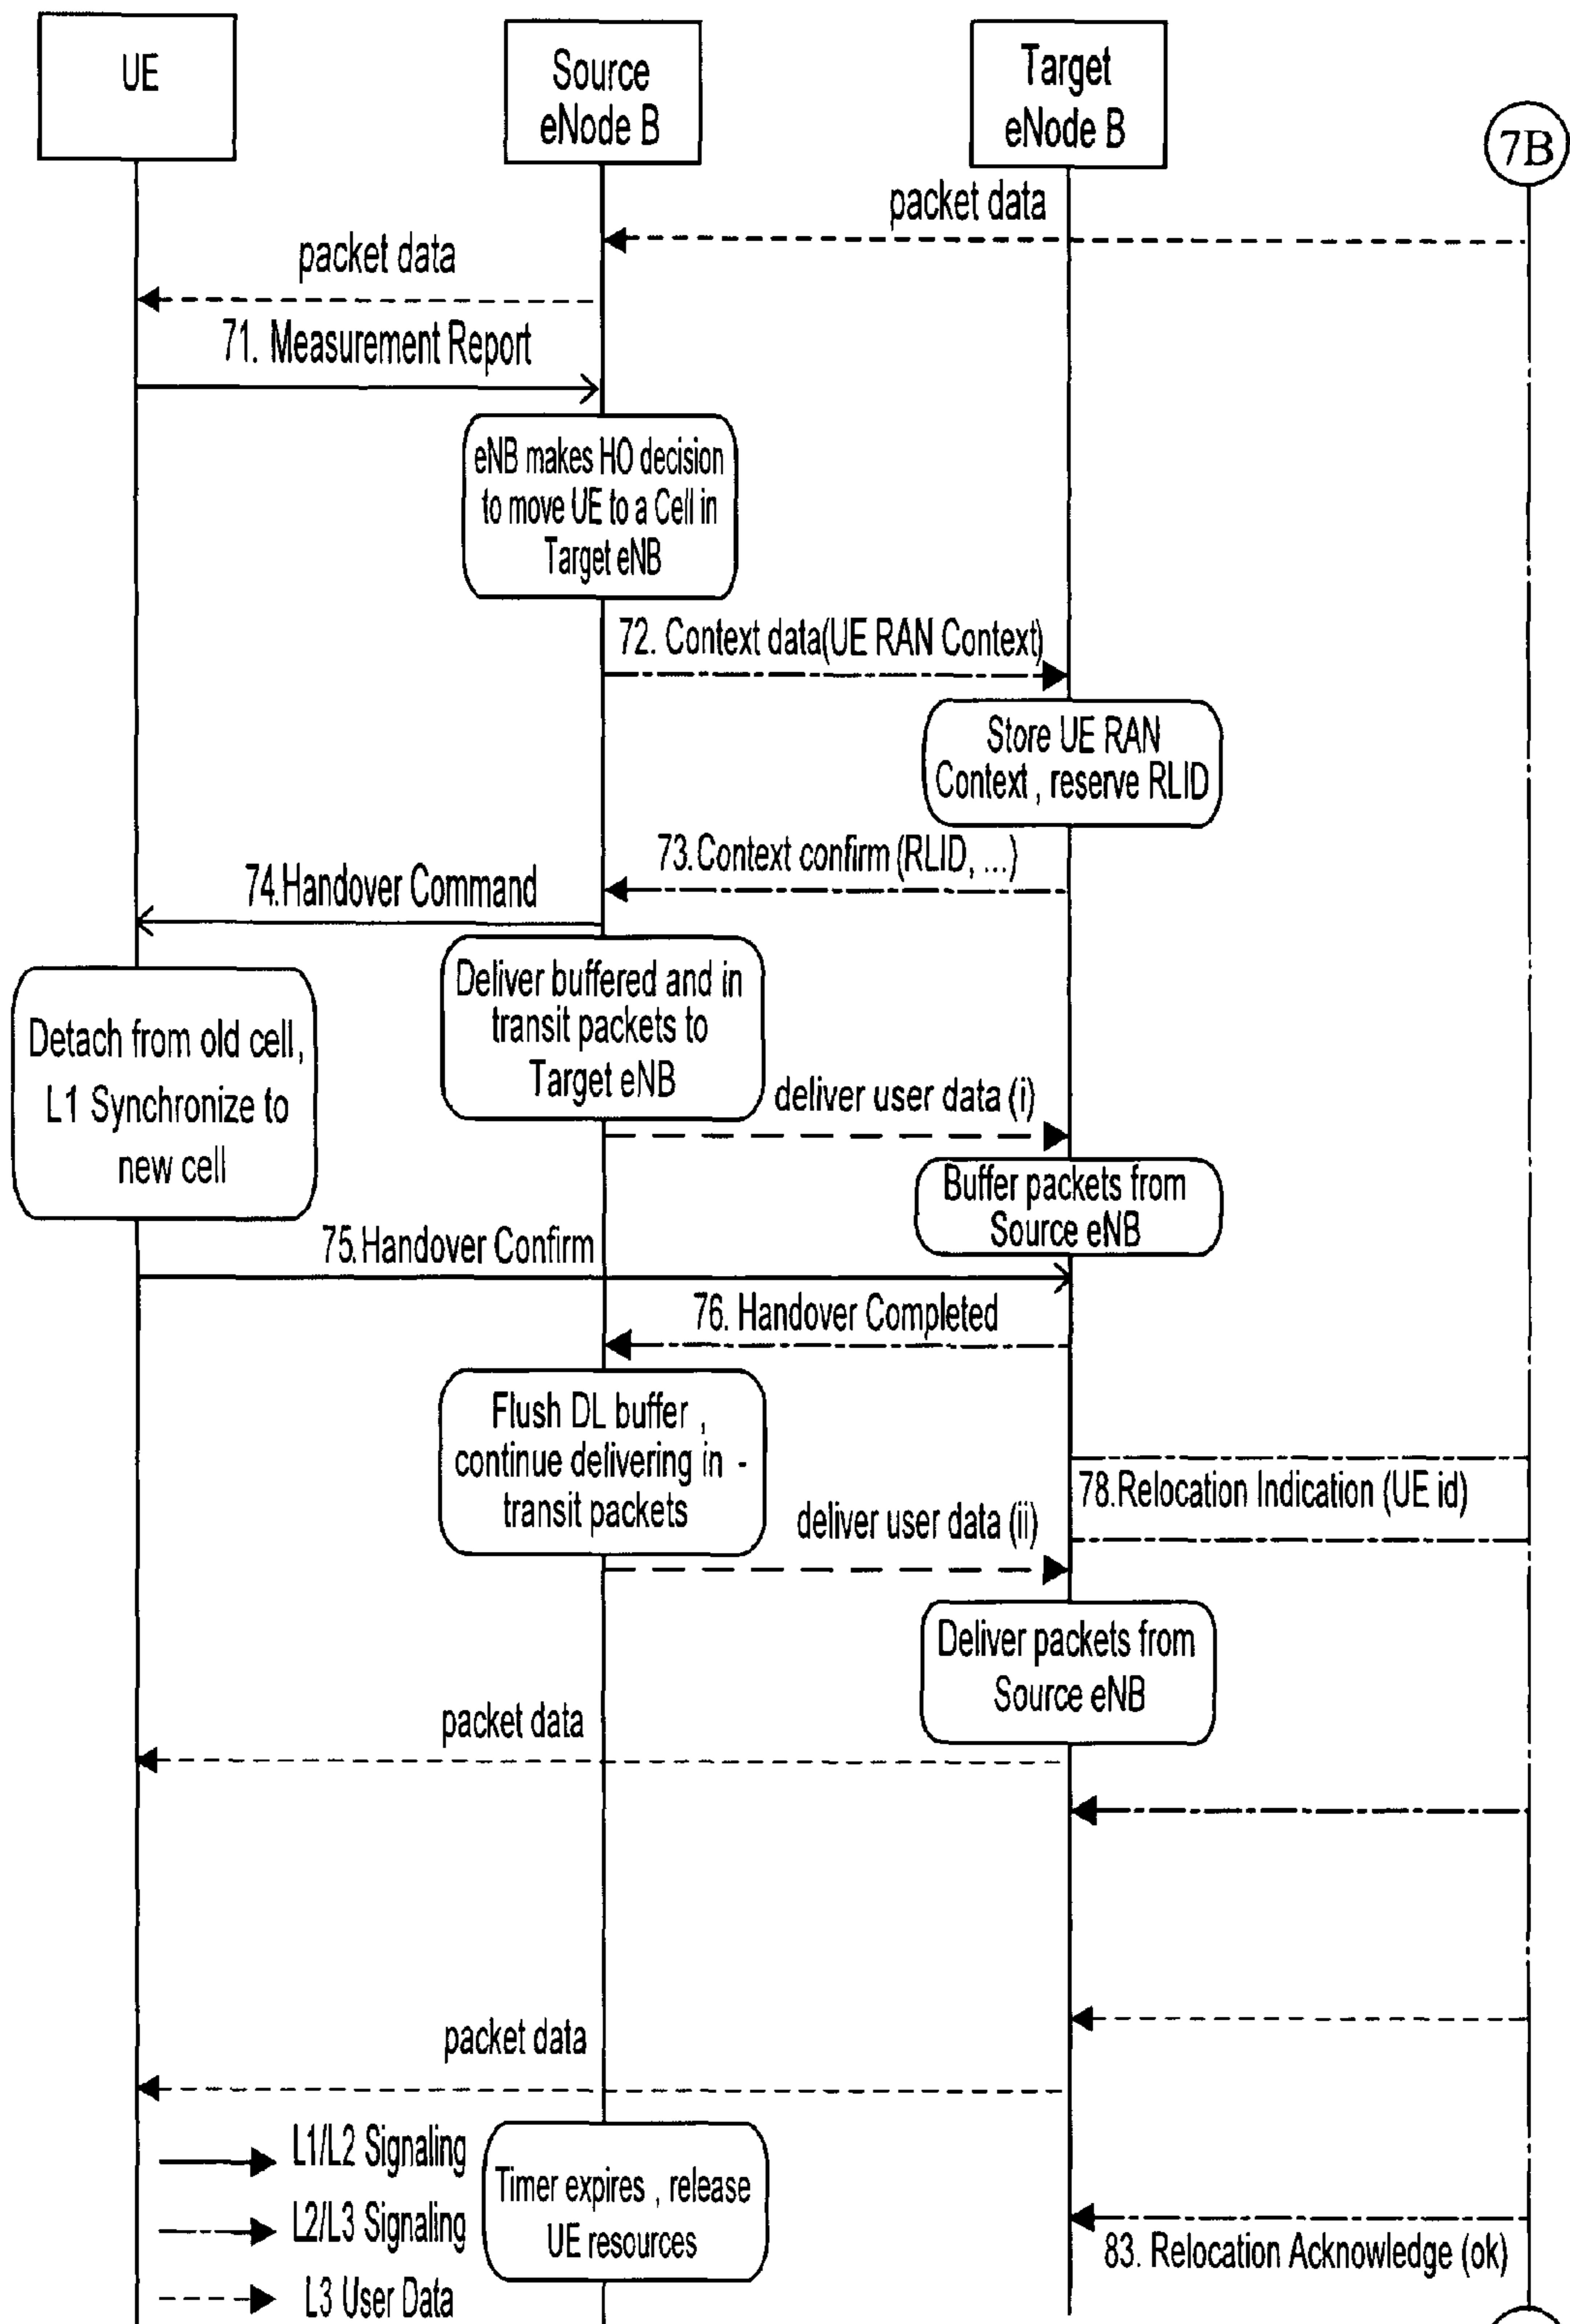 UE
Source
eNode B
Target
eNode B
7B
packet data
packet data
71. Measurement Report
eNB makes HO decision
to move UE to a Cell in
Target eNB
72. Context data(UE RAN Context)
Store UE RAN
Context , reserve RLID
73.Context confirm (RLID, ...)
74.Handover Command
Deliver buffered and in
transit packets to
Target eNB
Detach from old cell,
L1 Synchronize to
new cell
deliver user data (i)
Buffer packets from
Source eNB
75.Handover Confirm
76. Handover Completed
Flush DL buffer ,
continue delivering in -
transit packets
78.Relocation Indication (UE id)
deliver user data (ii)
Deliver packets from
Source eNB
packet data
packet data
L1/L2 Signaling
L2/L3 Signaling
L3 User Data
Timer expires , release
UE resources
83. Relocation Acknowledge (ok)